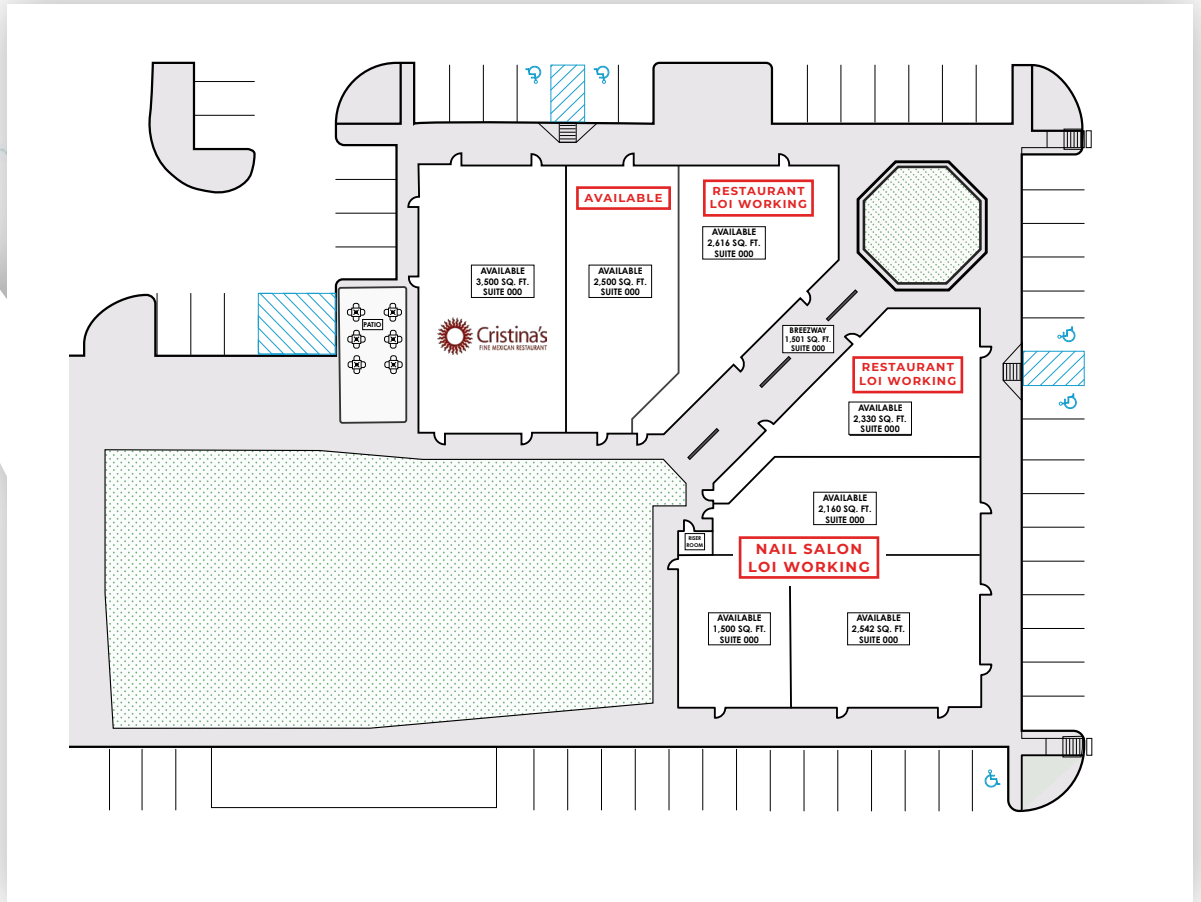 AVAILABLE
RESTAURANT
LOI WORKING
AVAILABLE
2,616 SQ. FT.
SUITE 000
AVAILABLE
3,500 SQ. FT.
SUITE 000
AVAILABLE
2,500 SQ. FT.
SUITE 000
PATIO
Cristina's
FINE MEXICAN RESTAURANT
BREEZWAY
1,501 SQ. FT.
SUITE 000
RESTAURANT
LOI WORKING
AVAILABLE
2,330 SQ. FT.
SUITE 000
AVAILABLE
2,160 SQ. FT.
SUITE 000
RISER
ROOM
NAIL SALON
LOI WORKING
AVAILABLE
1,500 SQ. FT.
SUITE 000
AVAILABLE
2,542 SQ. FT.
SUITE 000